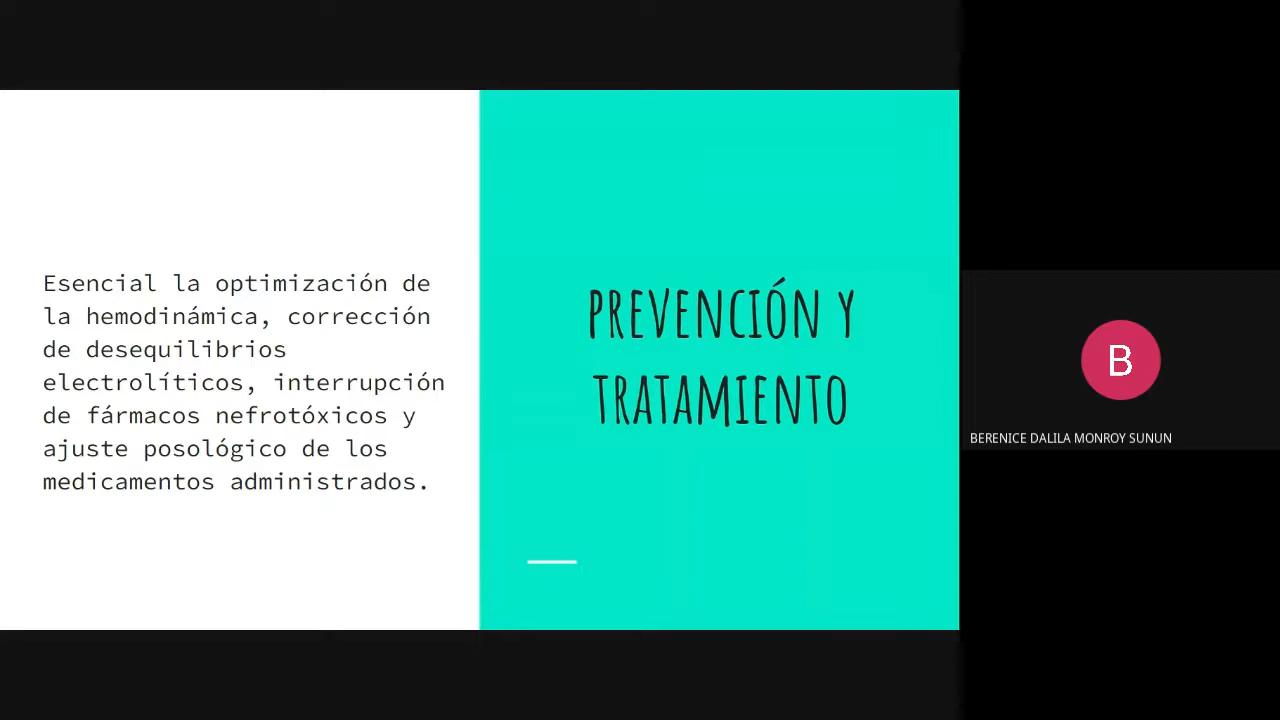 Esencial la optimización de
la hemodinámica, corrección
de desequilibrios
electrolíticos, interrupción
de fármacos nefrotóxicos y
ajuste posológico de los
medicamentos administrados.
PREVENCIÓN Y
TRATAMIENTO
B
BERENICE DALILA MONROY SUNUN